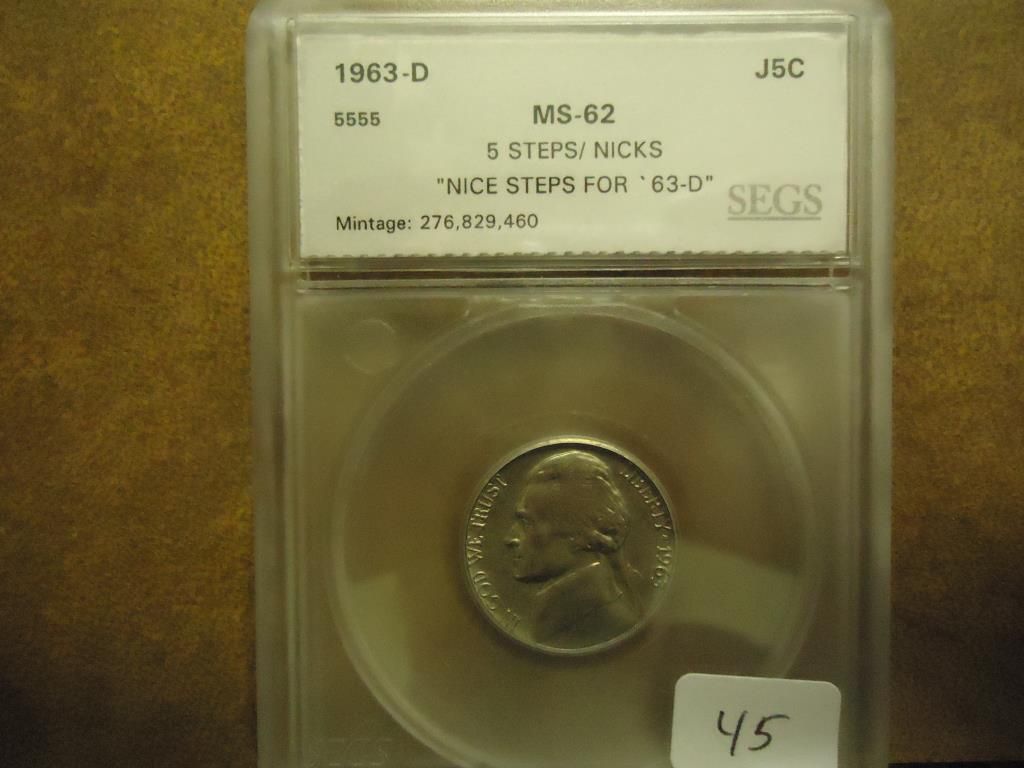 1963-D J5C
5555 MS-62
5 STEPS/ NICKS
"NICE STEPS FOR `63-D"
SEGS
Mintage: 276,829,460
IN GOD WE TRUST
LIBERTY · 1963
45